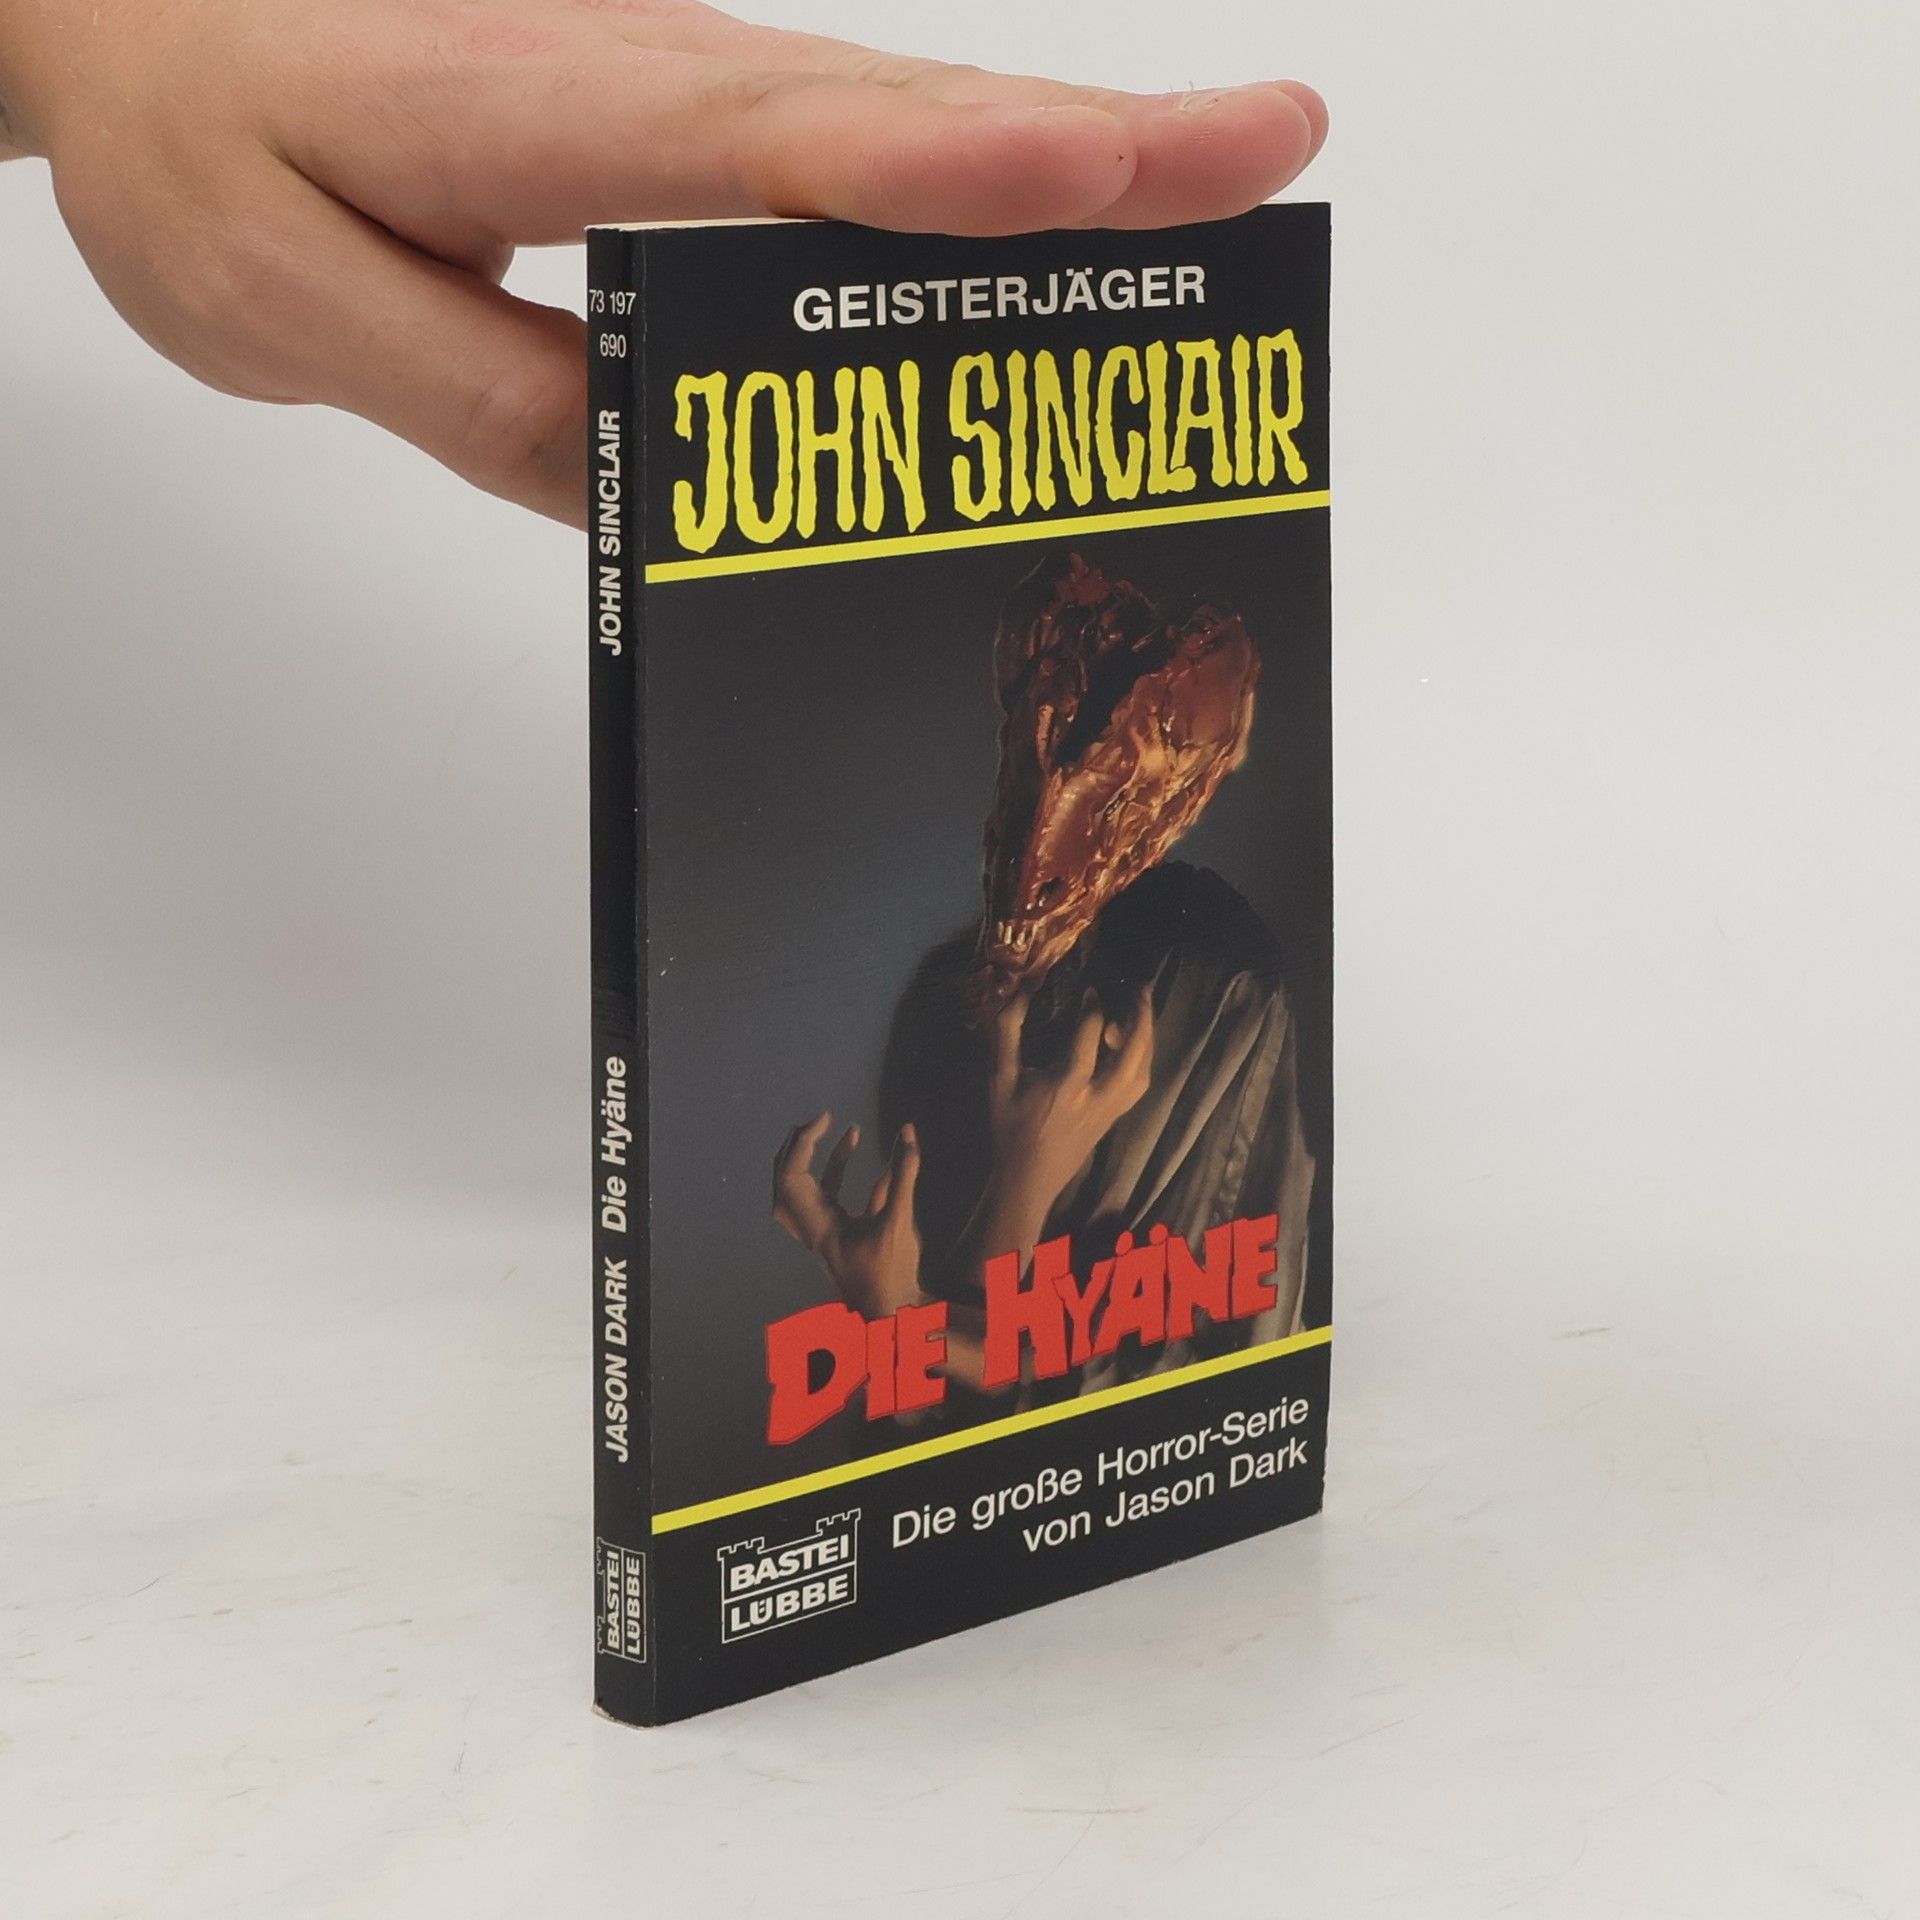 73 197
690
JOHN SINCLAIR
JASON DARK Die Hyäne
BASTEI
LÜBBE
GEISTERJÄGER
JOHN SINCLAIR
DIE HYÄNE
Die große Horror-Serie
von Jason Dark
BASTEI
LÜBBE